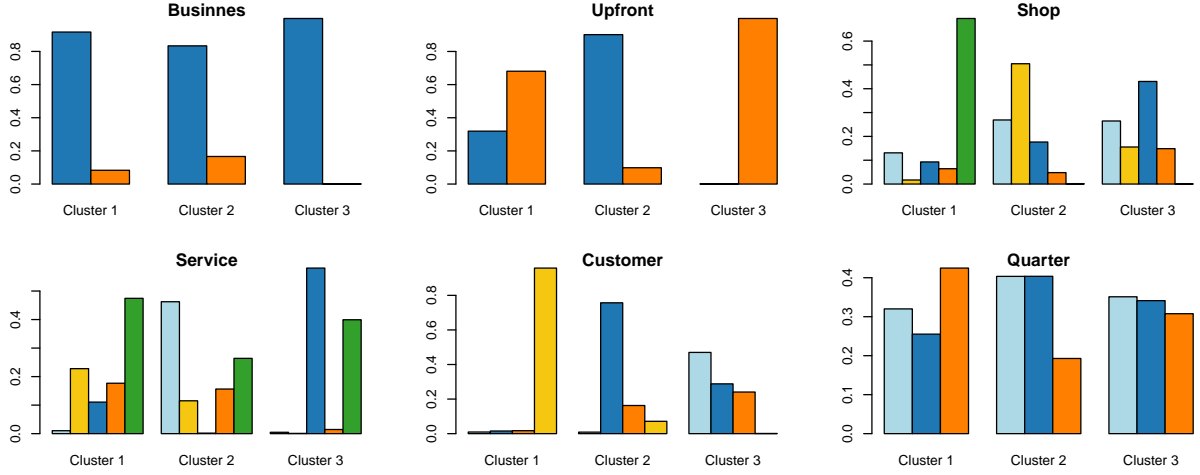 Businnes
0.0 0.2 0.4 0.6 0.8
Cluster 1 Cluster 2 Cluster 3
Upfront
0.0 0.2 0.4 0.6 0.8
Cluster 1 Cluster 2 Cluster 3
Shop
0.0 0.2 0.4 0.6
Cluster 1 Cluster 2 Cluster 3
Service
0.0 0.2 0.4
Cluster 1 Cluster 2 Cluster 3
Customer
0.0 0.2 0.4 0.6 0.8
Cluster 1 Cluster 2 Cluster 3
Quarter
0.0 0.1 0.2 0.3 0.4
Cluster 1 Cluster 2 Cluster 3